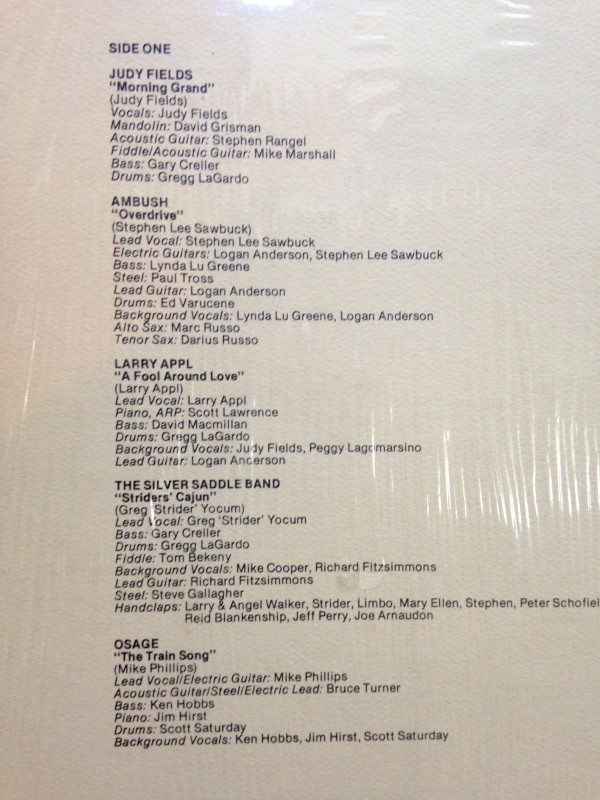 SIDE ONE
JUDY FIELDS
"Morning Grand"
(Judy Fields)
Vocals: Judy Fields
Mandolin: David Grisman
Acoustic Guitar: Stephen Rangel
Fiddle/Acoustic Guitar: Mike Marshall
Bass: Gary Creller
Drums: Gregg LaGardo
AMBUSH
"Overdrive"
(Stephen Lee Sawbuck)
Lead Vocal: Stephen Lee Sawbuck
Electric Guitars: Logan Anderson, Stephen Lee Sawbuck
Bass: Lynda Lu Greene
Steel: Paul Tross
Lead Guitar: Logan Anderson
Drums: Ed Varucene
Background Vocals: Lynda Lu Greene, Logan Anderson
Alto Sax: Marc Russo
Tenor Sax: Darius Russo
LARRY APPL
"A Fool Around Love"
(Larry Appl)
Lead Vocal: Larry Appl
Piano, ARP: Scott Lawrence
Bass: David Macmillan
Drums: Gregg LaGardo
Background Vocals: Judy Fields, Peggy Lagomarsino
Lead Guitar: Logan Anderson
THE SILVER SADDLE BAND
"Striders' Cajun"
(Greg 'Strider' Yocum)
Lead Vocal: Greg 'Strider' Yocum
Bass: Gary Creller
Drums: Gregg LaGardo
Fiddle: Tom Bekeny
Background Vocals: Mike Cooper, Richard Fitzsimmons
Lead Guitar: Richard Fitzsimmons
Steel: Steve Gallagher
Handclaps: Larry & Angel Walker, Strider, Limbo, Mary Ellen, Stephen, Peter Schofiel
Reid Blankenship, Jeff Perry, Joe Arnaudon
OSAGE
"The Train Song"
(Mike Phillips)
Lead Vocal/Electric Guitar: Mike Phillips
Acoustic Guitar/Steel/Electric Lead: Bruce Turner
Bass: Ken Hobbs
Piano: Jim Hirst
Drums: Scott Saturday
Background Vocals: Ken Hobbs, Jim Hirst, Scott Saturday